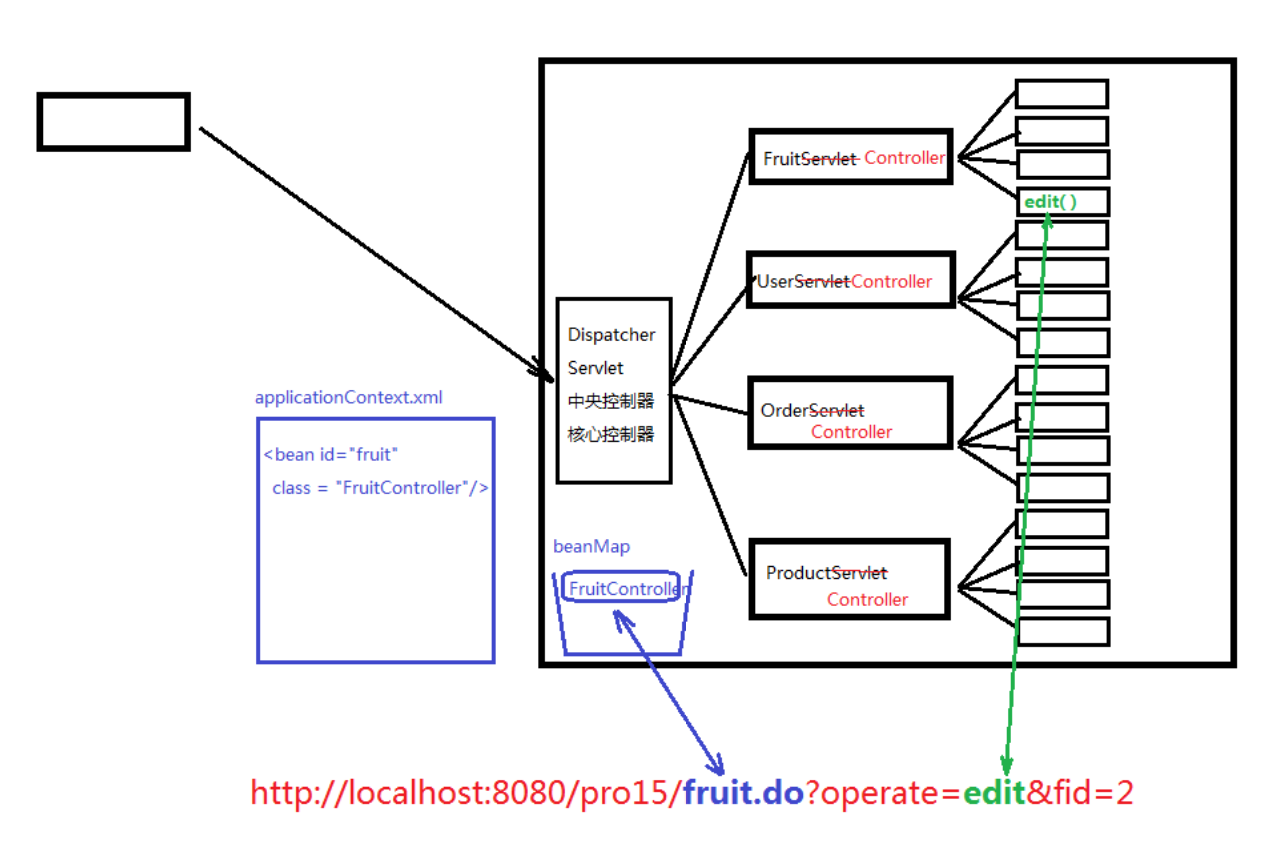 FruitServlet Controller
edit( )
UserServletController
Dispatcher
Servlet
中央控制器
核心控制器
applicationContext.xml
<bean id="fruit"
class = "FruitController"/>
OrderServlet
Controller
beanMap
FruitController
ProductServlet
Controller
http://localhost:8080/pro15/fruit.do?operate=edit&fid=2